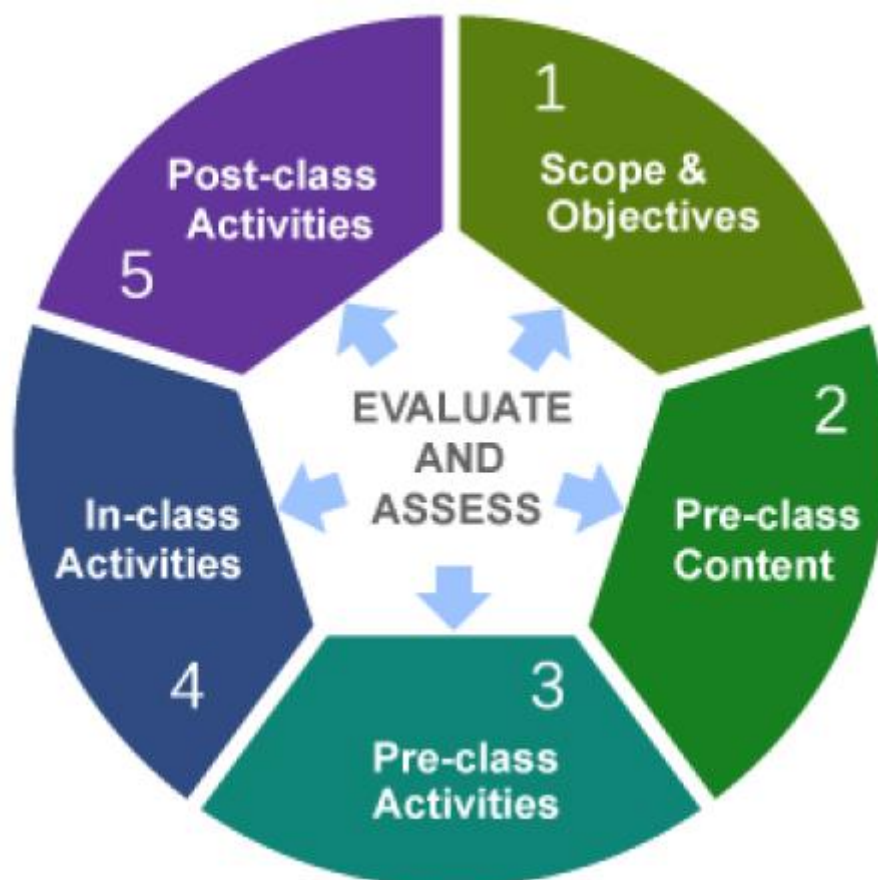 1
Scope &
Objectives
2
Pre-class
Content
3
Pre-class
Activities
4
In-class
Activities
5
Post-class
Activities
EVALUATE
AND
ASSESS